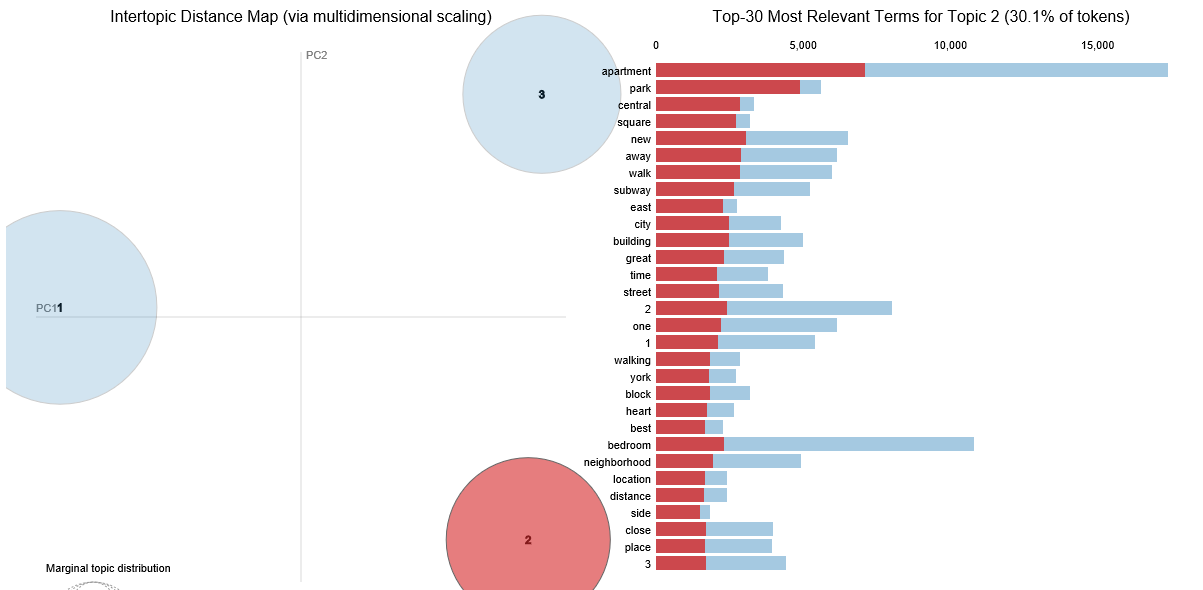 Intertopic Distance Map (via multidimensional scaling)
PC2
3
PC1
1
2
Marginal topic distribution
Top-30 Most Relevant Terms for Topic 2 (30.1% of tokens)
0 5,000 10,000 15,000
apartment
park
central
square
new
away
walk
subway
east
city
building
great
time
street
2
one
1
walking
york
block
heart
best
bedroom
neighborhood
location
distance
side
close
place
3